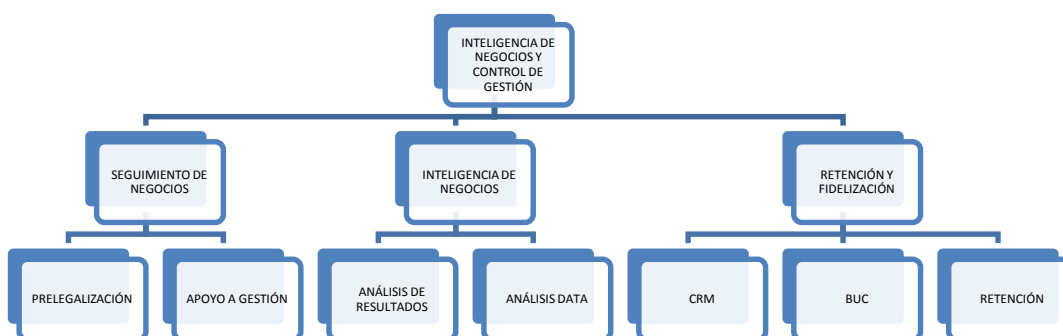 INTELIGENCIA DE
NEGOCIOS Y
CONTROL DE
GESTIÓN
SEGUIMIENTO DE
NEGOCIOS
INTELIGENCIA DE
NEGOCIOS
RETENCIÓN Y
FIDELIZACIÓN
PRELEGALIZACIÓN
APOYO A GESTIÓN
ANÁLISIS DE
RESULTADOS
ANÁLISIS DATA
CRM
BUC
RETENCIÓN